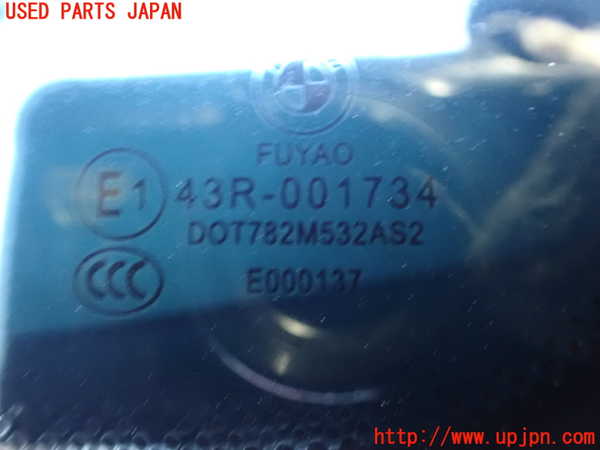 USED PARTS JAPAN
FUYAO
E1 43R-001734
DOT782M532AS2
CCC E000137
http://www.upjpn.com